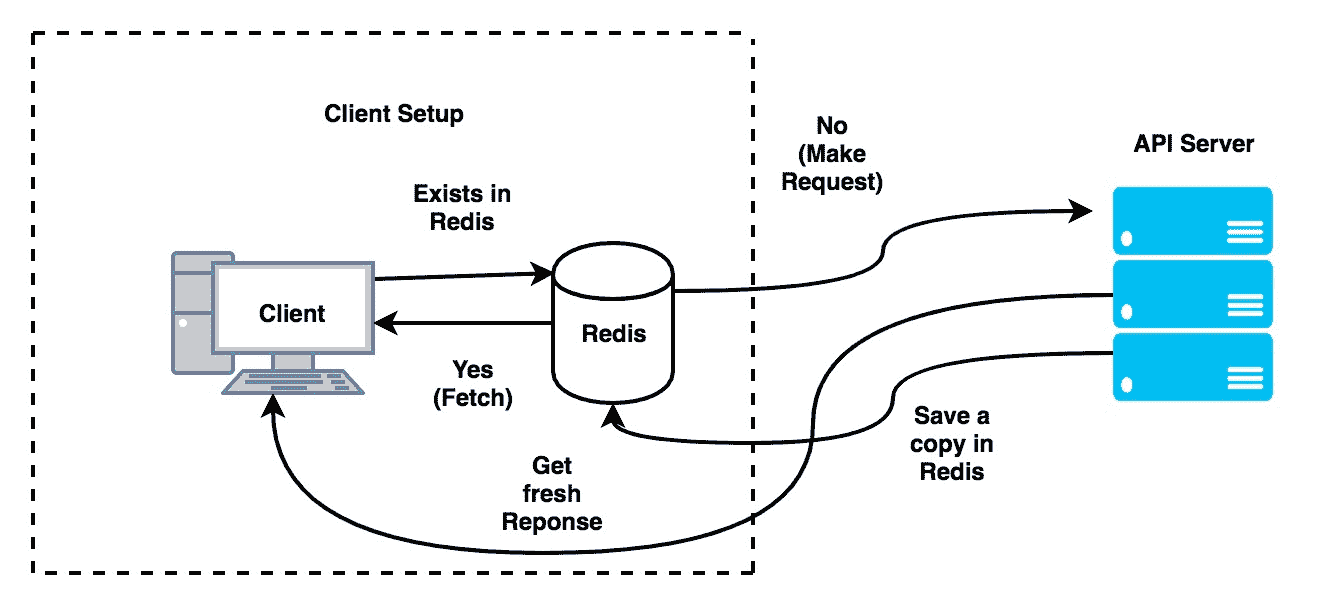 Client Setup
No
(Make
Request)
API Server
Exists in
Redis
Client
Redis
Yes
(Fetch)
Save a
copy in
Redis
Get
fresh
Reponse